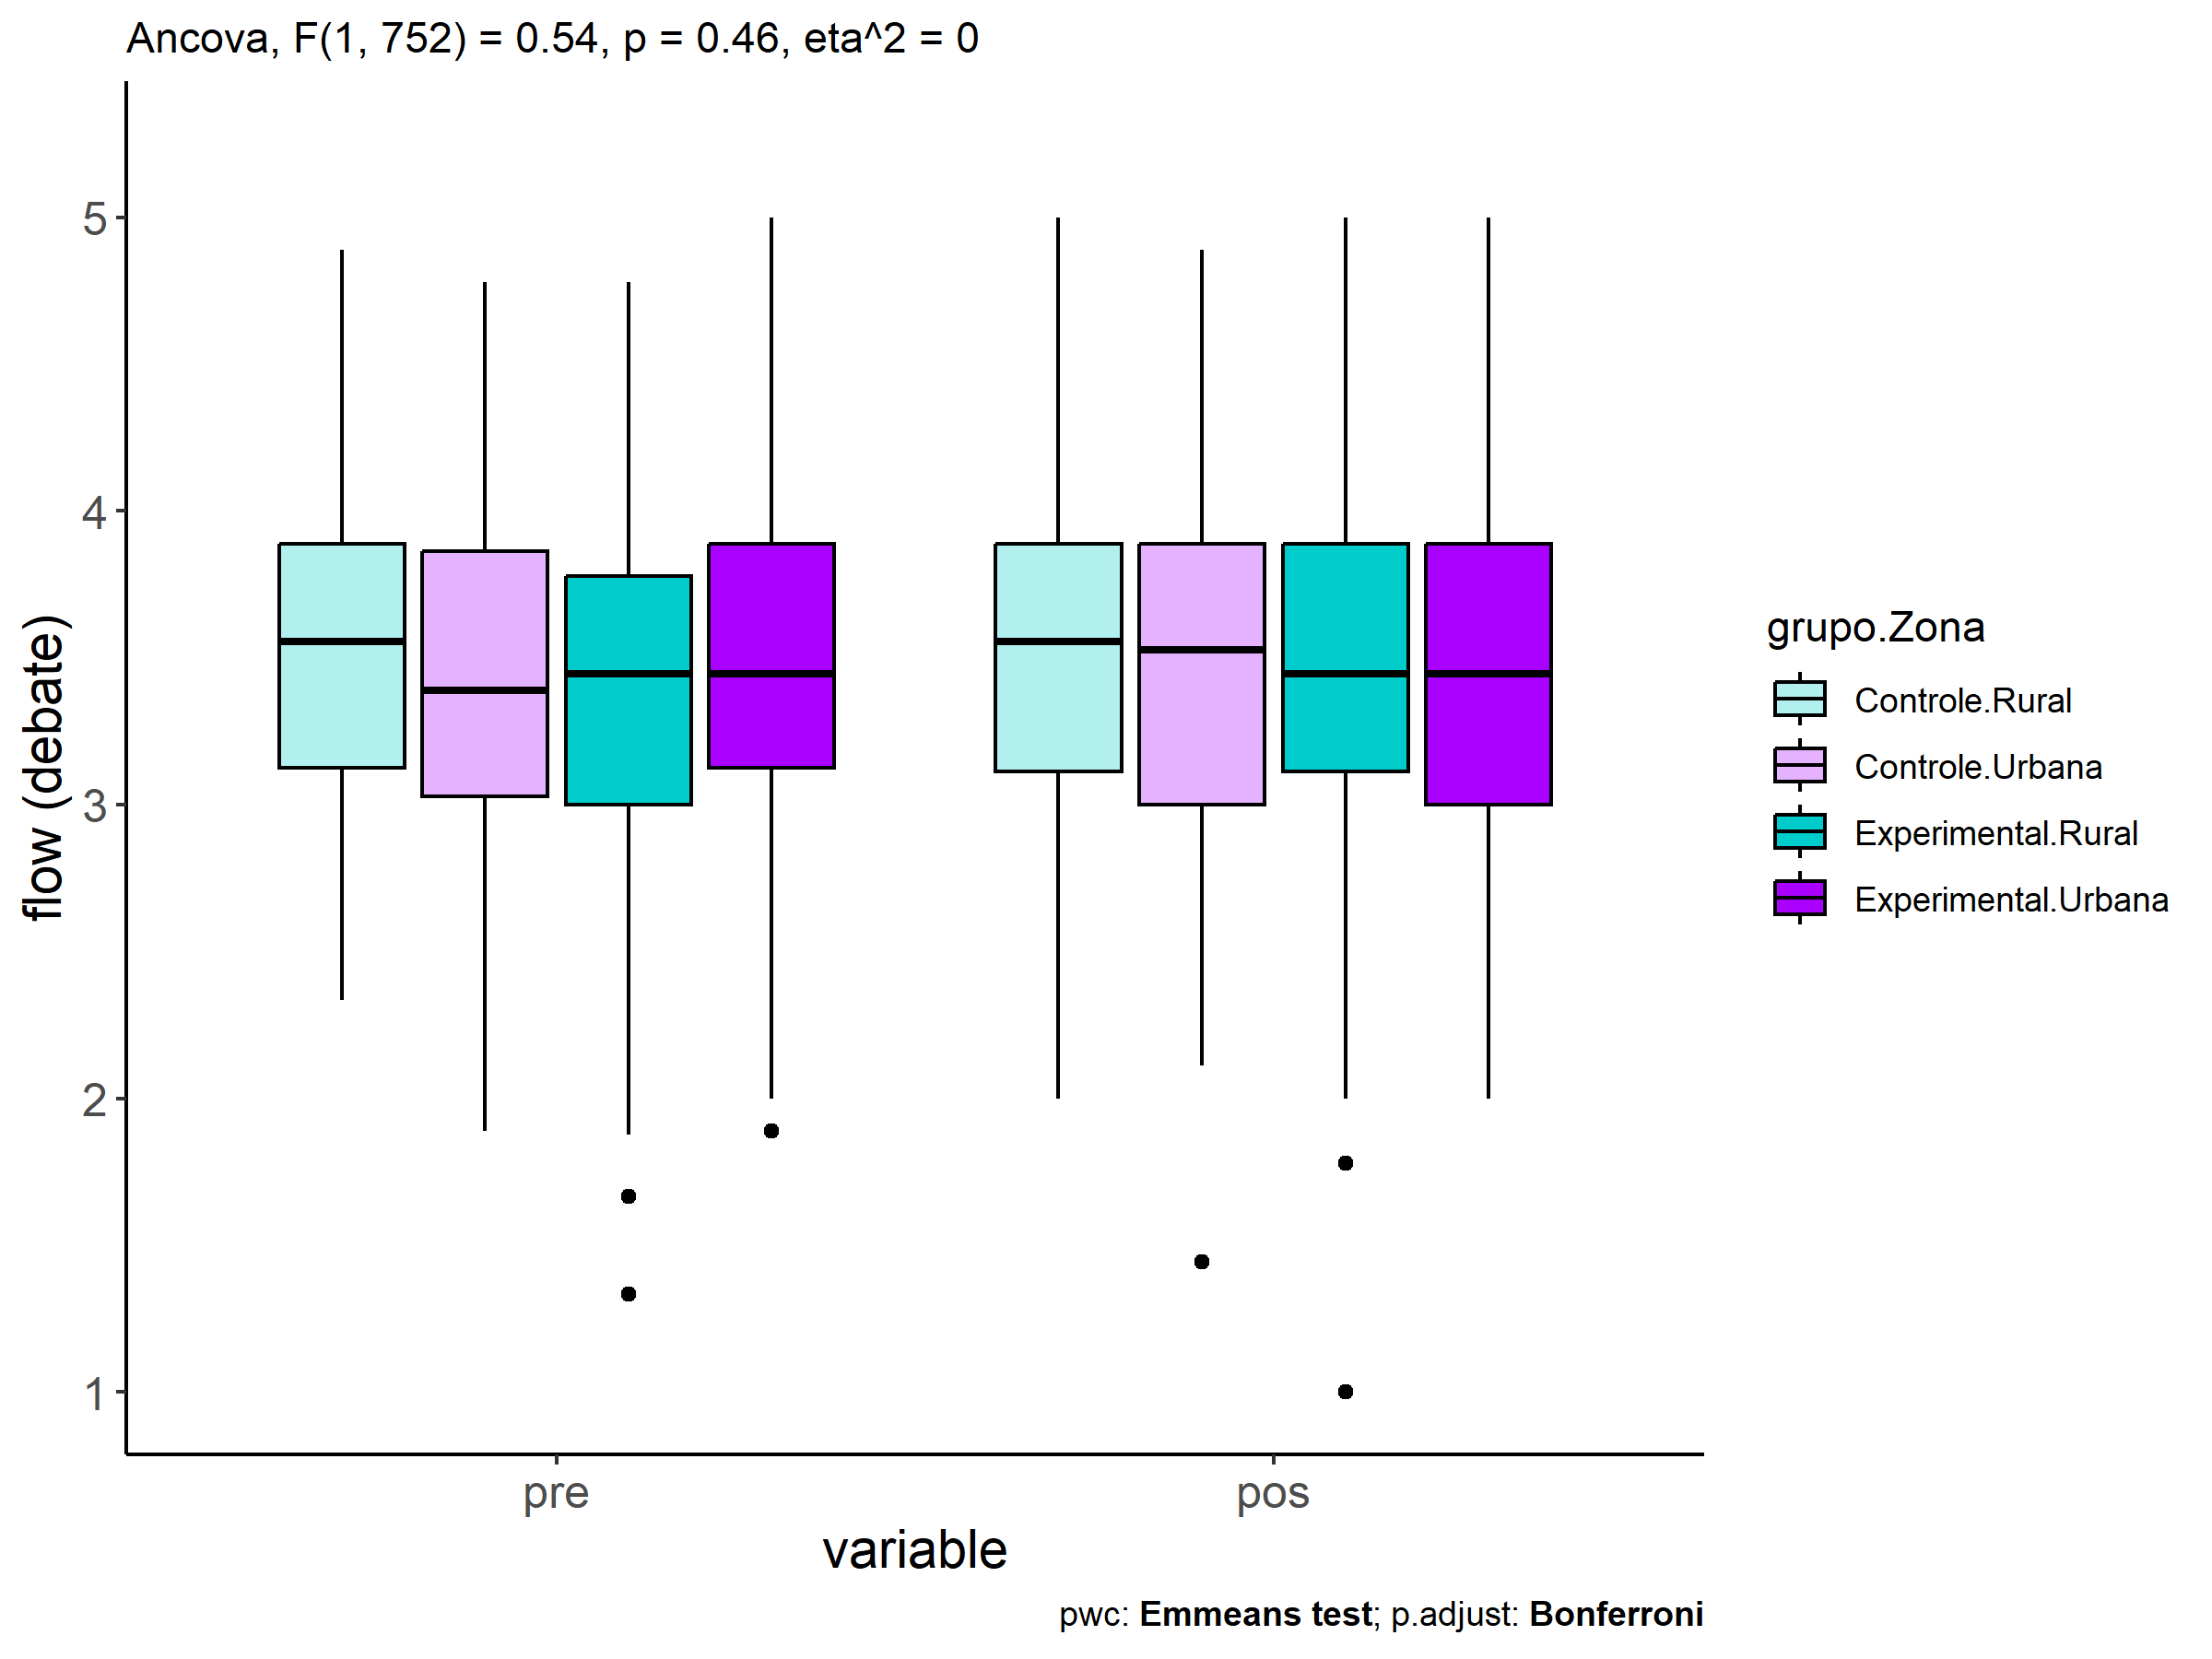 Ancova, F(1, 752) = 0.54, p = 0.46, eta^2 = 0
flow (debate)
5
4
3
2
1
pre
pos
variable
grupo.Zona
Controle.Rural
Controle.Urbana
Experimental.Rural
Experimental.Urbana
pwc: Emmeans test; p.adjust: Bonferroni